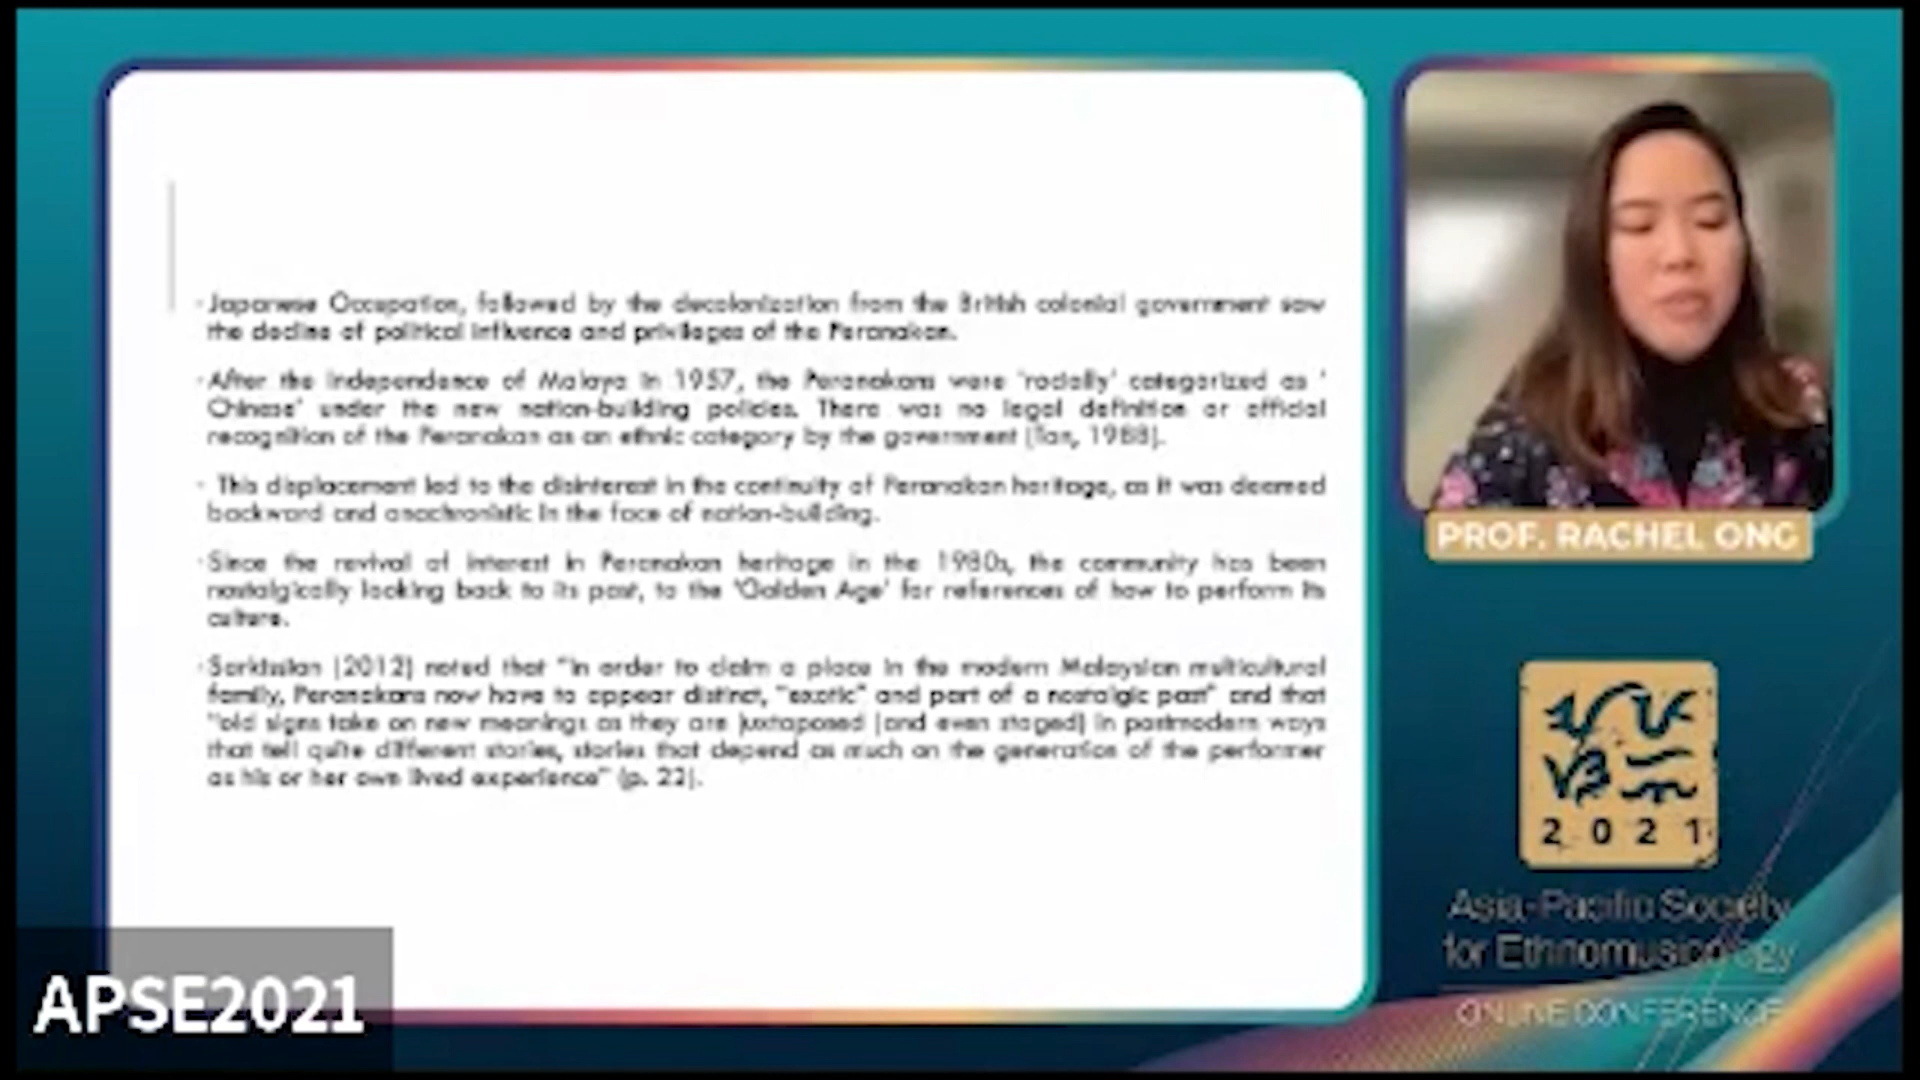 · Japanese Occupation, followed by the decolonization from the British colonial government saw
the decline of political influence and privileges of the Peranakan.
· After the Independence of Malaya in 1957, the Peranakans were 'racially' categorized as '
Chinese' under the new nation-building policies. There was no legal definition or official
recognition of the Peranakan as an ethnic category by the government (Tan, 1988).
· This displacement led to the disinterest in the continuity of Peranakan heritage, as it was deemed
backward and anachronistic in the face of nation-building.
· Since the revival of interest in Peranakan heritage in the 1980s, the community has been
nostalgically looking back to its past, to the 'Golden Age' for references of how to perform its
culture.
· Sarkissian (2012) noted that "in order to claim a place in the modern Malaysian multicultural
family, Peranakans now have to appear distinct, "exotic" and part of a nostalgic past" and that
"old signs take on new meanings as they are juxtaposed (and even staged) in postmodern ways
that tell quite different stories, stories that depend as much on the generation of the performer
as his or her own lived experience" (p. 22).
PROF. RACHEL ONG
2021
Asia-Pacific Society
for Ethnomusicology
ONLINE CONFERENCE
APSE2021